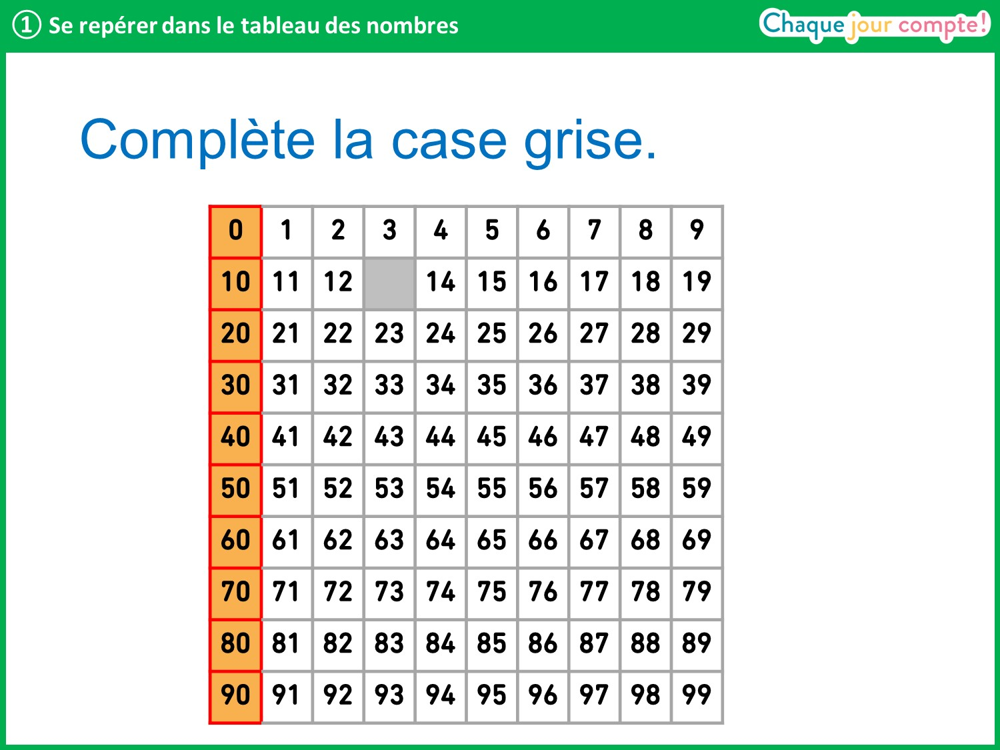 ① Se repérer dans le tableau des nombres
Chaque jour compte!
Complète la case grise.
0 1 2 3 4 5 6 7 8 9
10 11 12 14 15 16 17 18 19
20 21 22 23 24 25 26 27 28 29
30 31 32 33 34 35 36 37 38 39
40 41 42 43 44 45 46 47 48 49
50 51 52 53 54 55 56 57 58 59
60 61 62 63 64 65 66 67 68 69
70 71 72 73 74 75 76 77 78 79
80 81 82 83 84 85 86 87 88 89
90 91 92 93 94 95 96 97 98 99